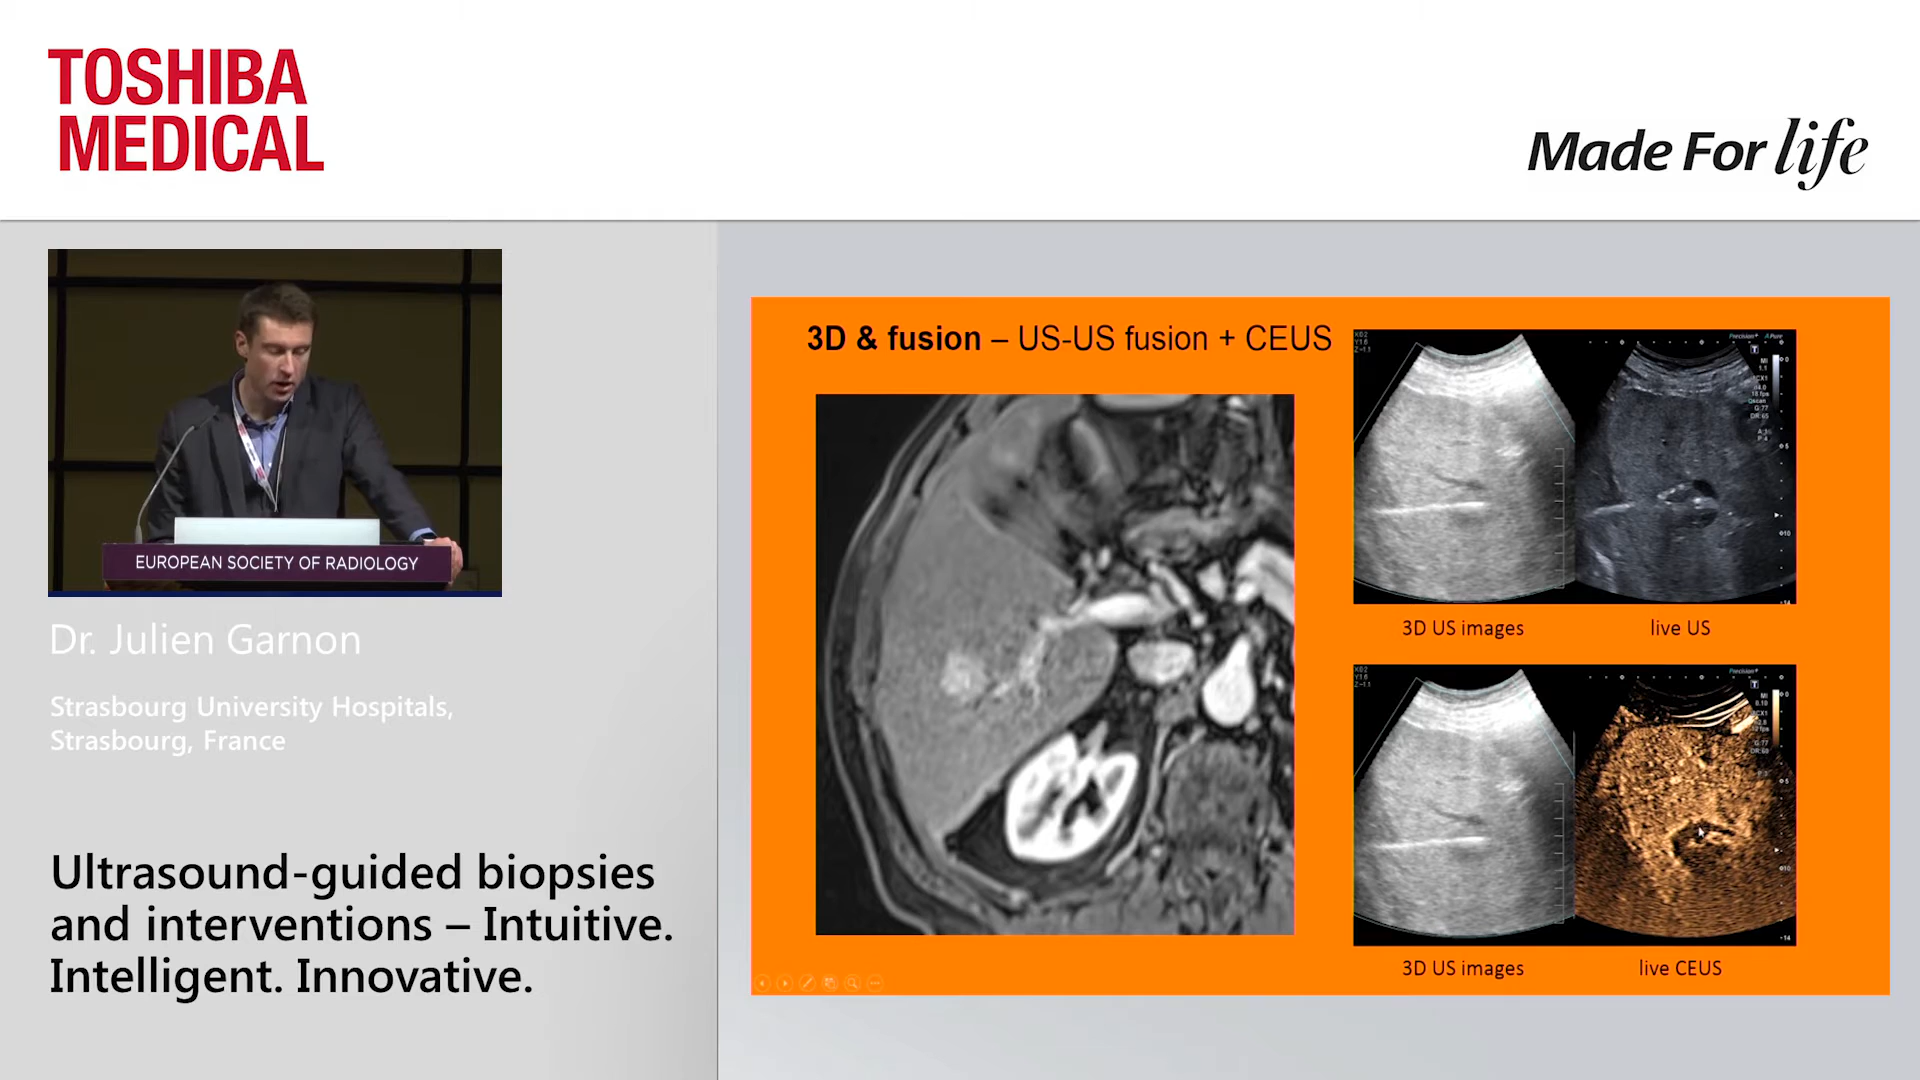 TOSHIBA
MEDICAL
Made For life
EUROPEAN SOCIETY OF RADIOLOGY
Dr. Julien Garnon
Strasbourg University Hospitals,
Strasbourg, France
Ultrasound-guided biopsies
and interventions – Intuitive.
Intelligent. Innovative.
3D & fusion – US-US fusion + CEUS
3D US images
live US
3D US images
live CEUS